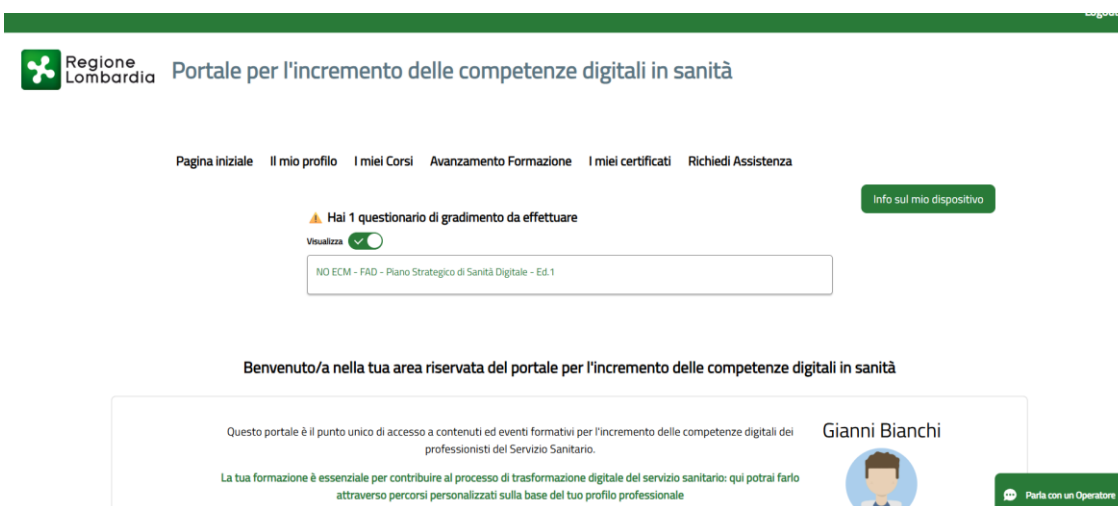 Regione
Lombardia
Portale per l'incremento delle competenze digitali in sanità
Pagina iniziale Il mio profilo I miei Corsi Avanzamento Formazione I miei certificati Richiedi Assistenza
Info sul mio dispositivo
Hai 1 questionario di gradimento da effettuare
Visualizza
NO ECM - FAD - Piano Strategico di Sanità Digitale - Ed.1
Benvenuto/a nella tua area riservata del portale per l'incremento delle competenze digitali in sanità
Questo portale è il punto unico di accesso a contenuti ed eventi formativi per l'incremento delle competenze digitali dei
professionisti del Servizio Sanitario.
Gianni Bianchi
La tua formazione è essenziale per contribuire al processo di trasformazione digitale del servizio sanitario: qui potrai farlo
attraverso percorsi personalizzati sulla base del tuo profilo professionale
Parla con un Operatore